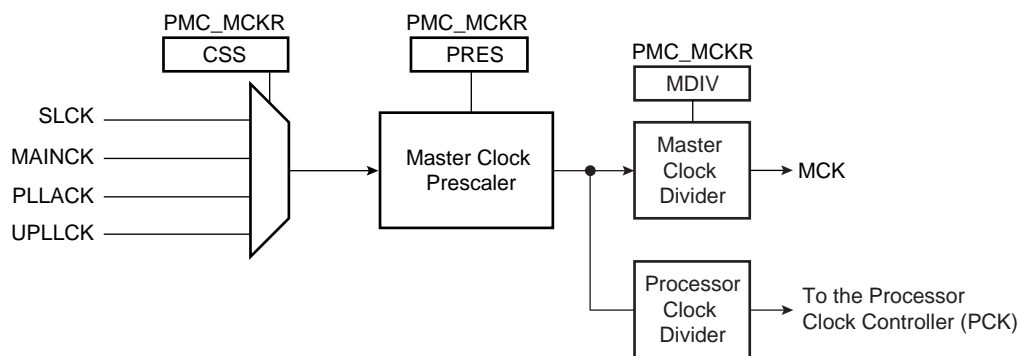 PMC_MCKR
CSS
PMC_MCKR
PRES
PMC_MCKR
MDIV
SLCK
MAINCK
PLLACK
UPLLCK
Master Clock
Prescaler
Master
Clock
Divider
MCK
Processor
Clock
Divider
To the Processor
Clock Controller (PCK)